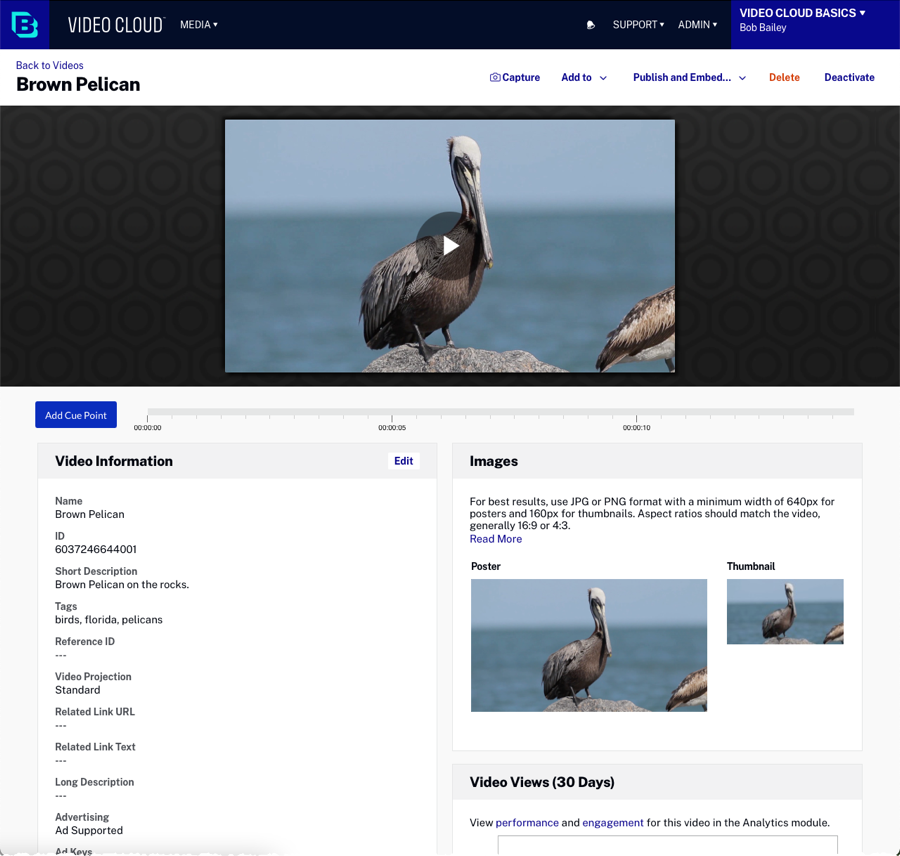 VIDEO CLOUD
MEDIA
SUPPORT
ADMIN
VIDEO CLOUD BASICS
Bob Bailey
Back to Videos
Brown Pelican
Capture
Add to
Publish and Embed...
Delete
Deactivate
Add Cue Point
00:00:00
00:00:05
00:00:10
Video Information
Edit
Name
Brown Pelican
ID
6037246644001
Short Description
Brown Pelican on the rocks.
Tags
birds, florida, pelicans
Reference ID
---
Video Projection
Standard
Related Link URL
---
Related Link Text
---
Long Description
---
Advertising
Ad Supported
Ad Keys
Images
For best results, use JPG or PNG format with a minimum width of 640px for
posters and 160px for thumbnails. Aspect ratios should match the video,
generally 16:9 or 4:3.
Read More
Poster
Thumbnail
Video Views (30 Days)
View performance and engagement for this video in the Analytics module.